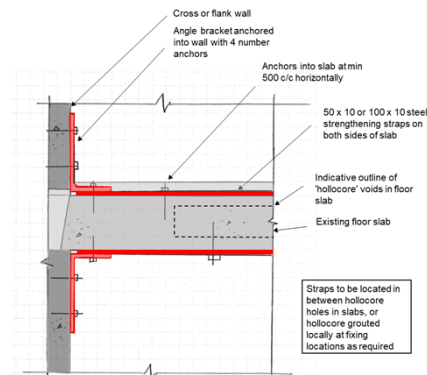 Cross or flank wall
Angle bracket anchored
into wall with 4 number
anchors
Anchors into slab at min
500 c/c horizontally
50 x 10 or 100 x 10 steel
strengthening straps on
both sides of slab
Indicative outline of
'hollocore' voids in floor
slab
Existing floor slab
Straps to be located in
between hollocore
holes in slabs, or
hollocore grouted
locally at fixing
locations as required